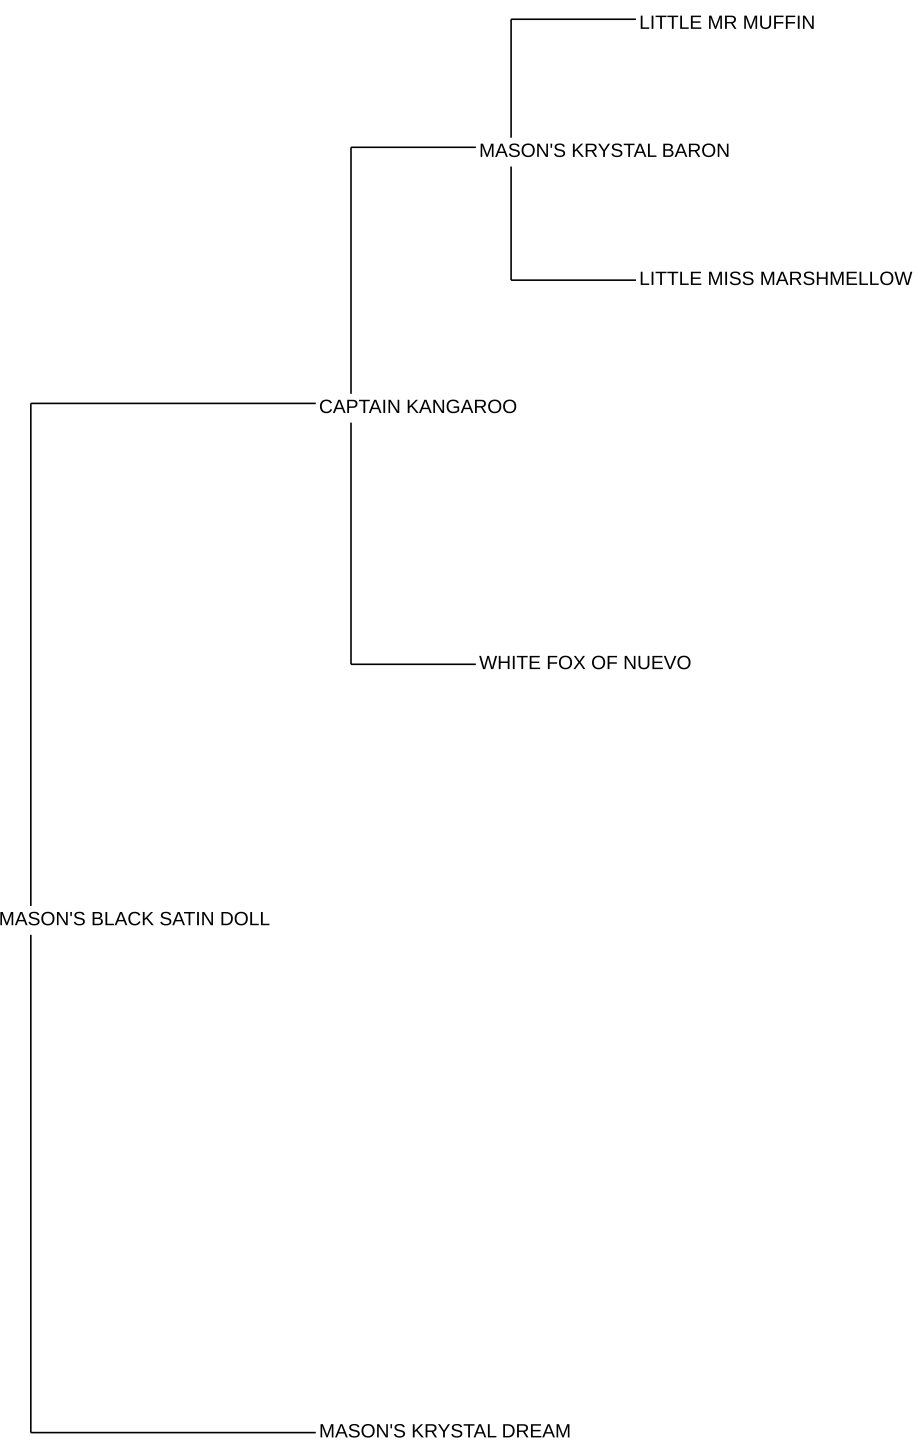 LITTLE MR MUFFIN
MASON'S KRYSTAL BARON
LITTLE MISS MARSHMELLOW
CAPTAIN KANGAROO
WHITE FOX OF NUEVO
MASON'S BLACK SATIN DOLL
MASON'S KRYSTAL DREAM